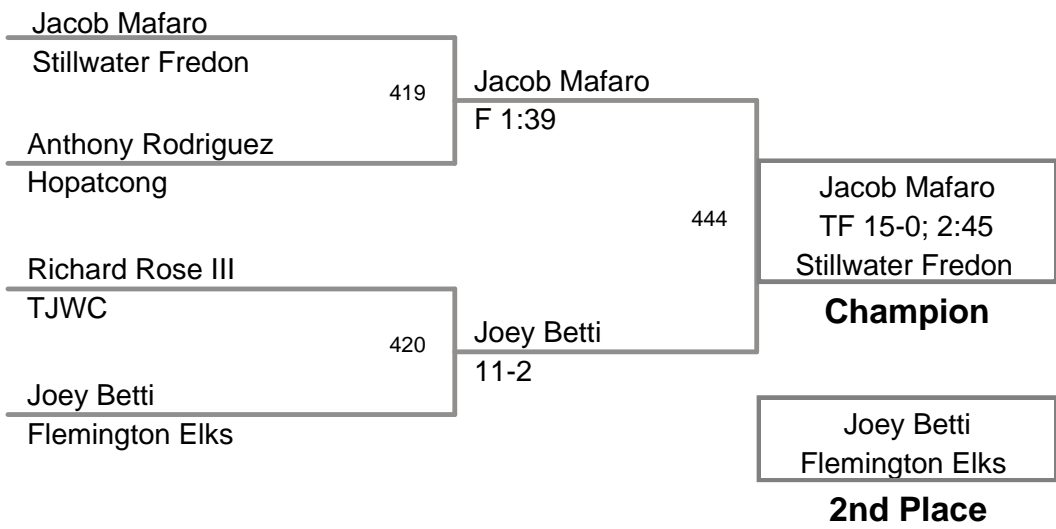 Jacob Mafaro
Stillwater Fredon
419
Jacob Mafaro
F 1:39
Anthony Rodriguez
Hopatcong
444
Jacob Mafaro
TF 15-0; 2:45
Stillwater Fredon
Champion
Richard Rose III
TJWC
420
Joey Betti
11-2
Joey Betti
Flemington Elks
Joey Betti
Flemington Elks
2nd Place